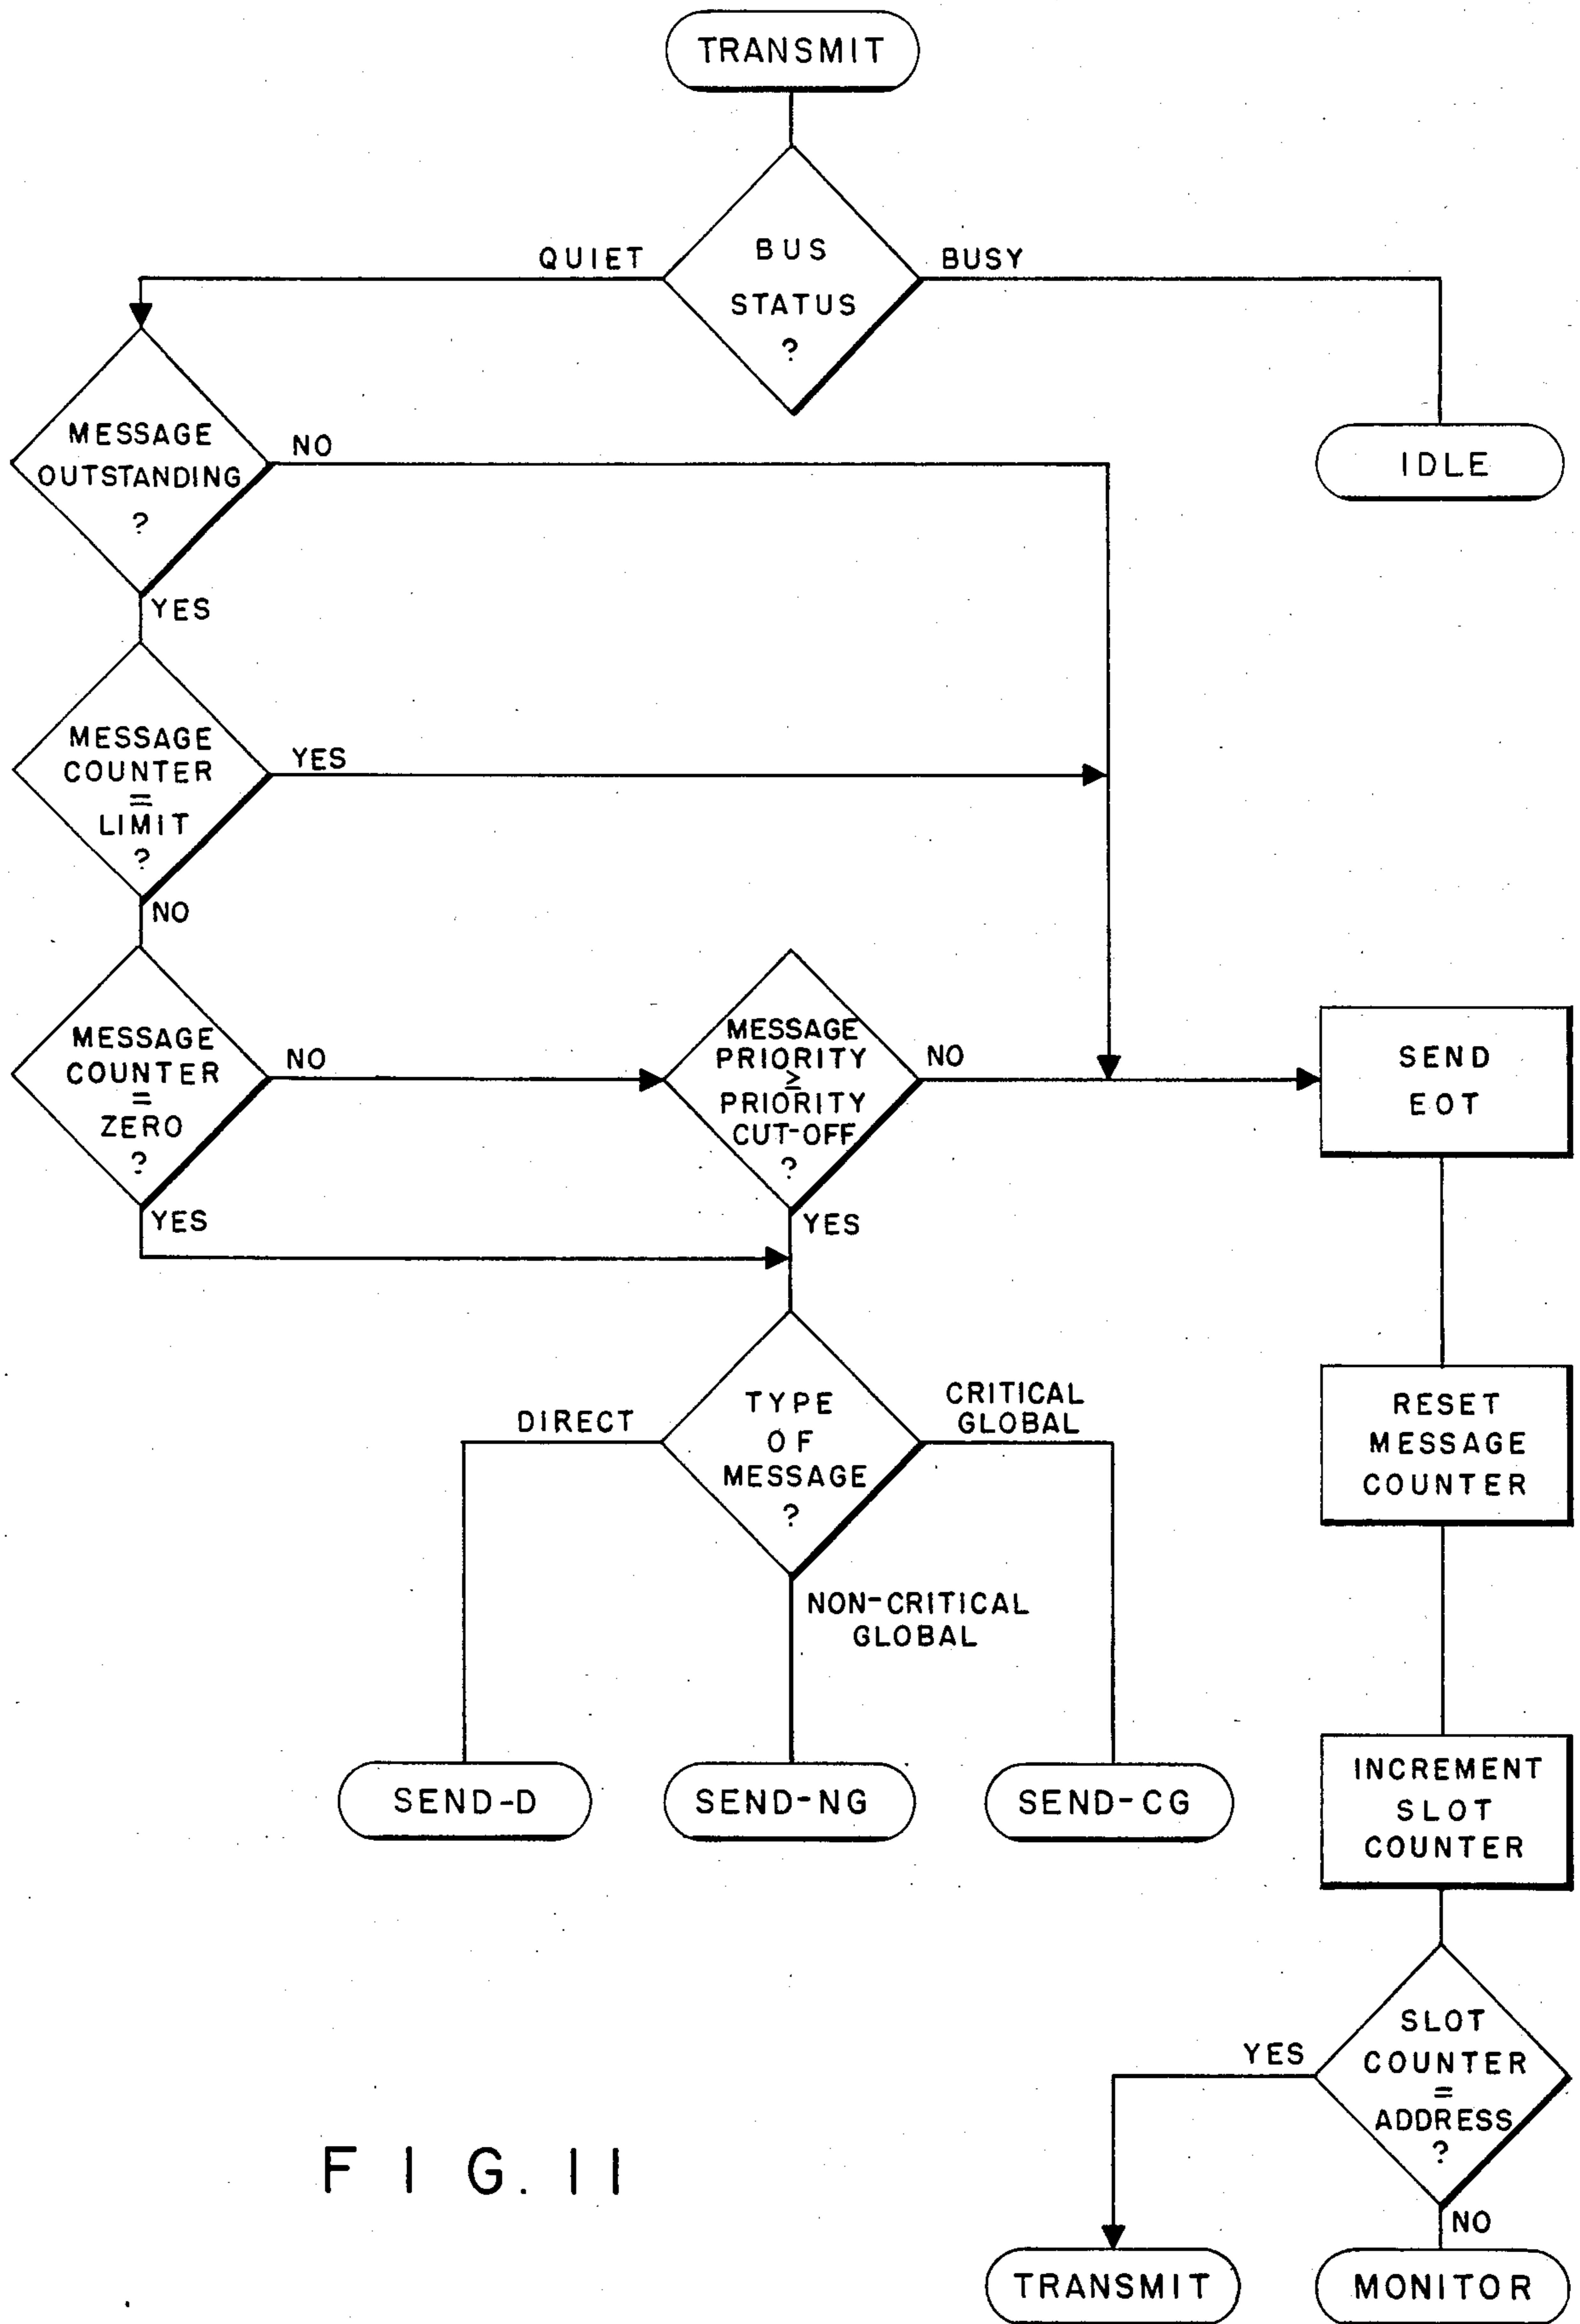 TRANSMIT
BUS
STATUS
?
QUIET
BUSY
MESSAGE
OUTSTANDING
?
NO
IDLE
YES
MESSAGE
COUNTER
=
LIMIT
?
YES
NO
MESSAGE
COUNTER
=
ZERO
?
NO
MESSAGE
PRIORITY
≥
PRIORITY
CUT-OFF
?
NO
SEND
EOT
YES
YES
TYPE
OF
MESSAGE
?
DIRECT
CRITICAL
GLOBAL
NON-CRITICAL
GLOBAL
RESET
MESSAGE
COUNTER
SEND-D
SEND-NG
SEND-CG
INCREMENT
SLOT
COUNTER
SLOT
COUNTER
=
ADDRESS
?
YES
NO
TRANSMIT
MONITOR
FIG. 11